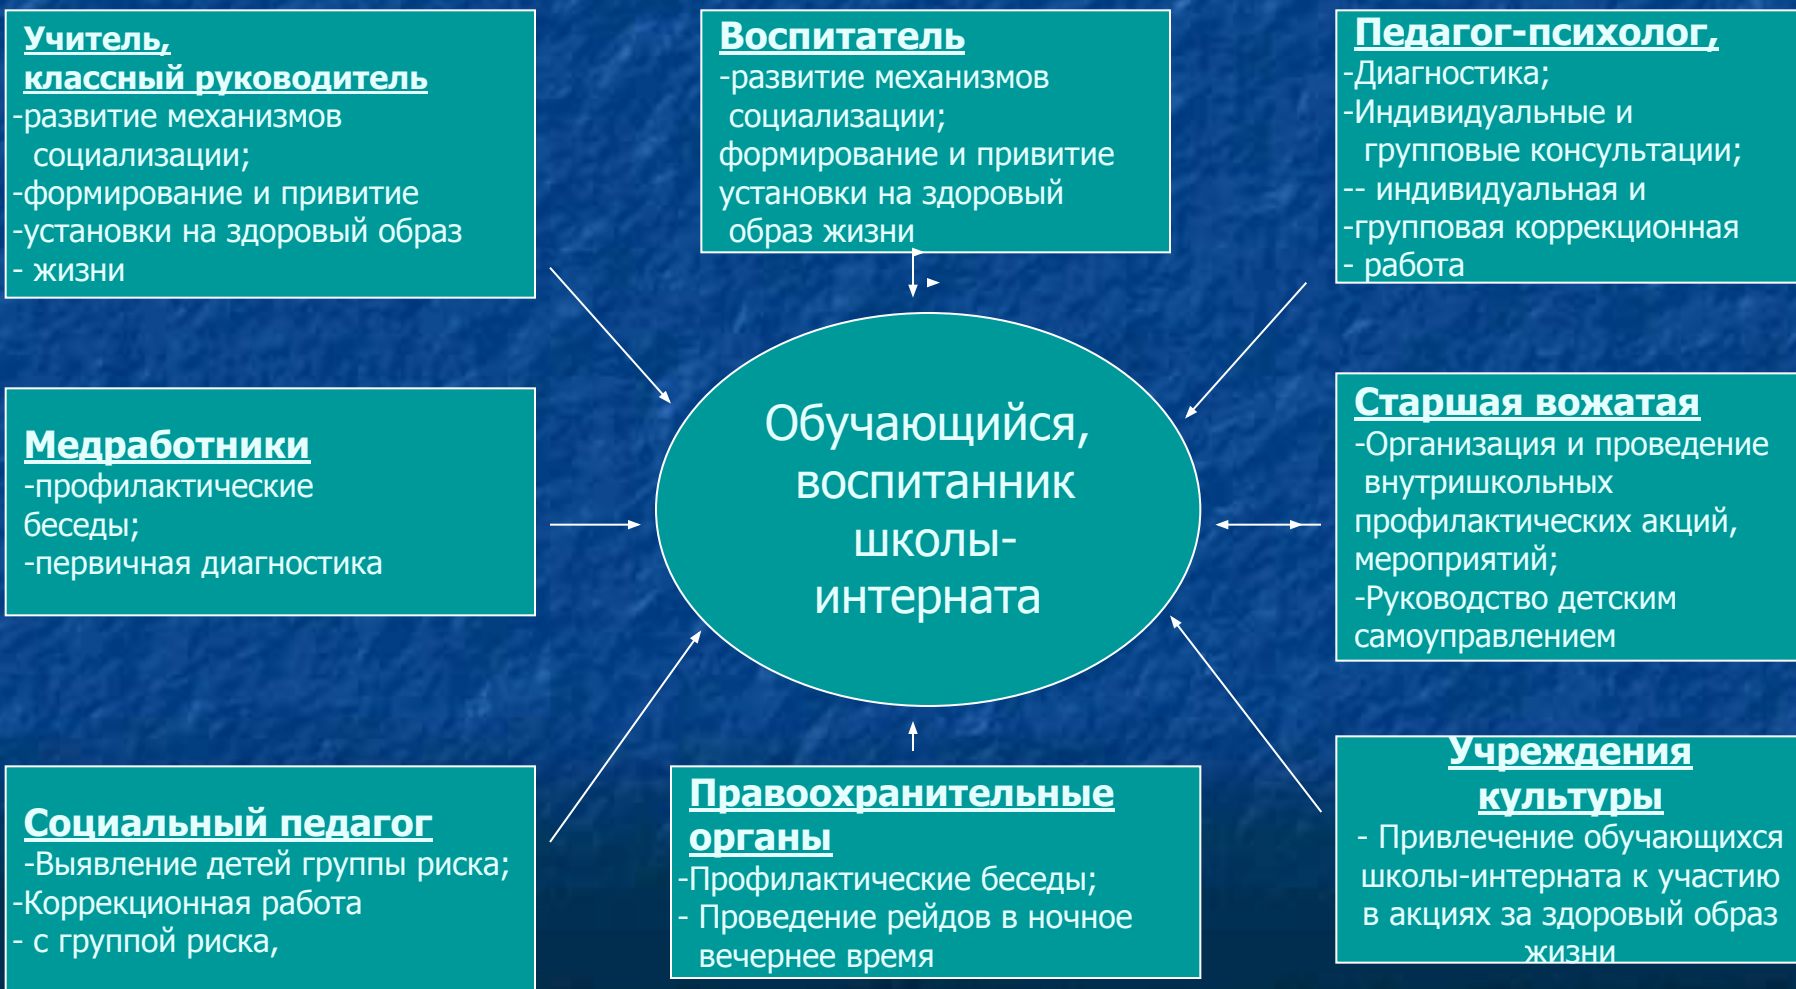 Учитель,
классный руководитель
-развитие механизмов
социализации;
-формирование и привитие
-установки на здоровый образ
- жизни
Воспитатель
-развитие механизмов
социализации;
формирование и привитие
установки на здоровый
образ жизни
Педагог-психолог,
-Диагностика;
-Индивидуальные и
групповые консультации;
-- индивидуальная и
-групповая коррекционная
- работа
Медработники
-профилактические
беседы;
-первичная диагностика
Обучающийся,
воспитанник
школы-
интерната
Старшая вожатая
-Организация и проведение
внутришкольных
профилактических акций,
мероприятий;
-Руководство детским
самоуправлением
Социальный педагог
-Выявление детей группы риска;
-Коррекционная работа
- с группой риска,
Правоохранительные
органы
-Профилактические беседы;
- Проведение рейдов в ночное
вечернее время
Учреждения
культуры
- Привлечение обучающихся
школы-интерната к участию
в акциях за здоровый образ
жизни